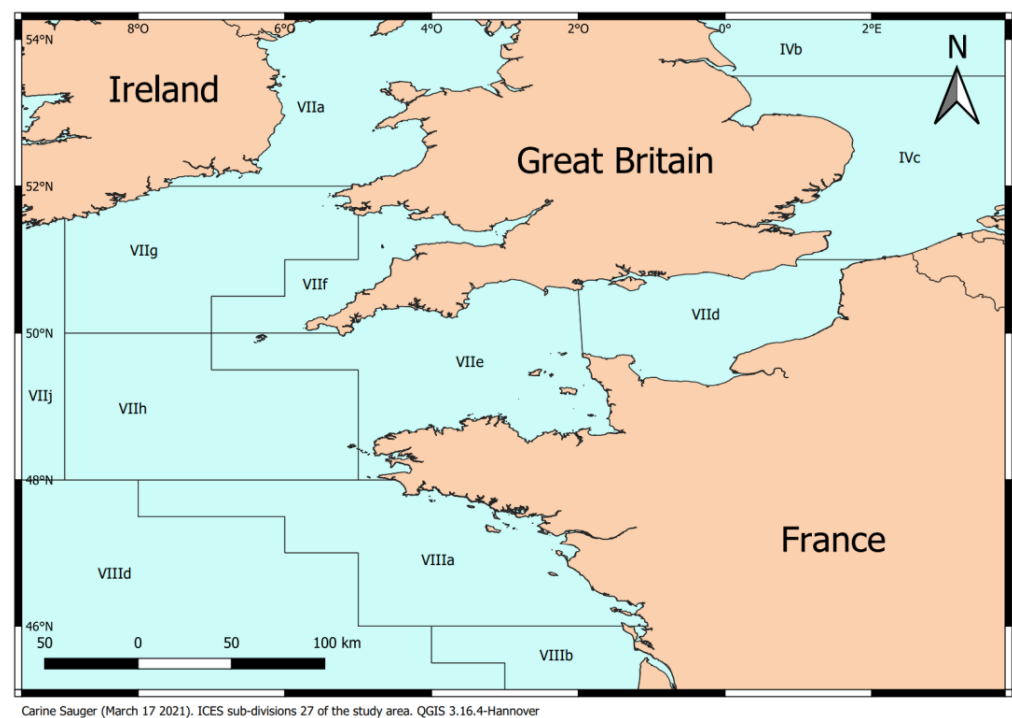 8°O 6°O 4°O 2°O 0° 2°E
54°N
IVb
N
Ireland
VIIa
Great Britain
IVc
52°N
VIIg
VIIf
VIId
50°N
VIIe
VIIj
VIIh
48°N
France
VIIIa
VIIId
46°N
50 0 50 100 km
VIIIb
Carine Sauger (March 17 2021). ICES sub-divisions 27 of the study area. QGIS 3.16.4-Hannover